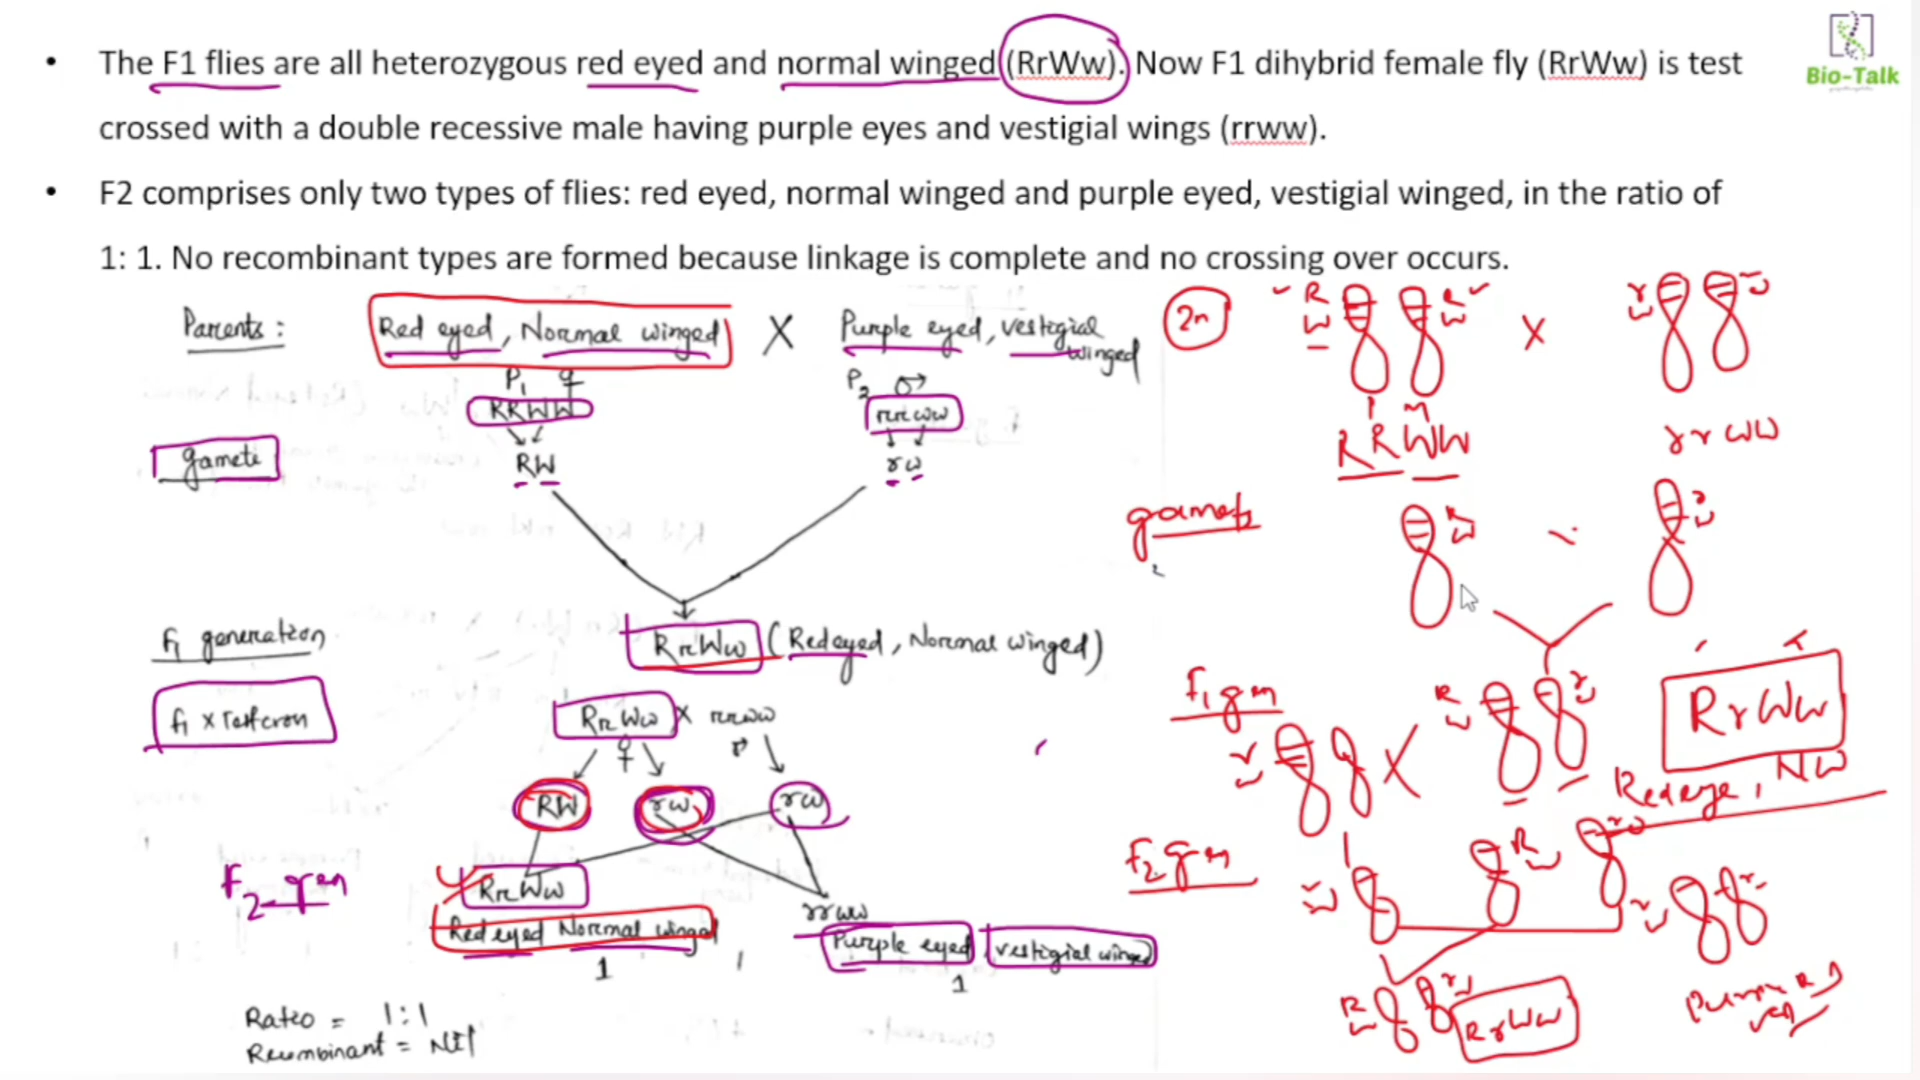 • The F1 flies are all heterozygous red eyed and normal winged (RrWw). Now F1 dihybrid female fly (RrWw) is test
crossed with a double recessive male having purple eyes and vestigial wings (rrww).
• F2 comprises only two types of flies: red eyed, normal winged and purple eyed, vestigial winged, in the ratio of
1: 1. No recombinant types are formed because linkage is complete and no crossing over occurs.
Bio-Talk
Parents : Red eyed, Normal winged X Purple eyed, vestigial winged
P1 ♀ P2 ♂
RRWW rrww
gamete RW rw
F1 generation RrWw (Red eyed, Normal winged)
F1 x Testcross RrWw X rrww
♀
RW rw rw
F2 gen RrWw rrww
Red eyed Normal winged Purple eyed vestigial winged
1 1
Ratio = 1:1
Recombinant = Nil
2n R W R W X r w r w
RRWW rrww
gamets R W r w
F1 gen R W r w RrWw
r w X Red eye, NW
F2 gen r w R W r w r w
R W r w RrWw